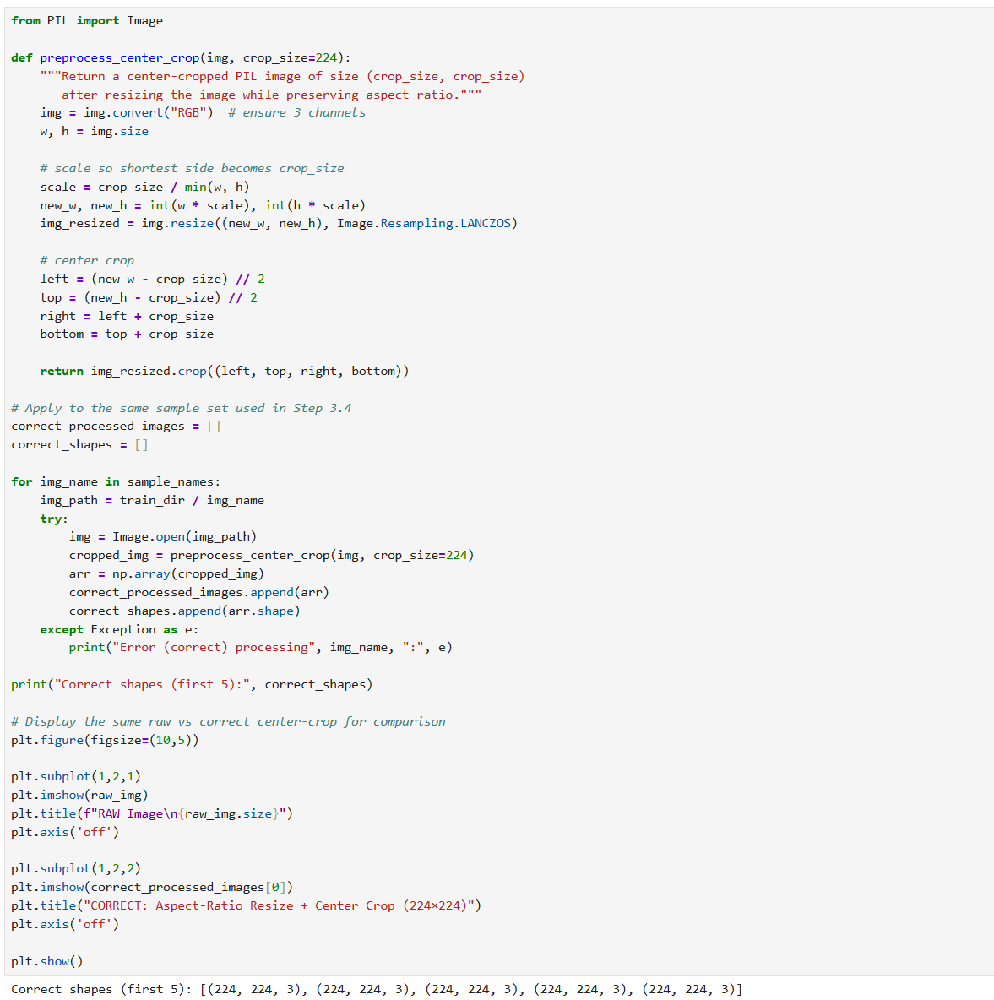 from PIL import Image
def preprocess_center_crop(img, crop_size=224):
    """Return a center-cropped PIL image of size (crop_size, crop_size)
       after resizing the image while preserving aspect ratio."""
    img = img.convert("RGB")  # ensure 3 channels
    w, h = img.size
    # scale so shortest side becomes crop_size
    scale = crop_size / min(w, h)
    new_w, new_h = int(w * scale), int(h * scale)
    img_resized = img.resize((new_w, new_h), Image.Resampling.LANCZOS)
    # center crop
    left = (new_w - crop_size) // 2
    top = (new_h - crop_size) // 2
    right = left + crop_size
    bottom = top + crop_size
    return img_resized.crop((left, top, right, bottom))
# Apply to the same sample set used in Step 3.4
correct_processed_images = []
correct_shapes = []
for img_name in sample_names:
    img_path = train_dir / img_name
    try:
        img = Image.open(img_path)
        cropped_img = preprocess_center_crop(img, crop_size=224)
        arr = np.array(cropped_img)
        correct_processed_images.append(arr)
        correct_shapes.append(arr.shape)
    except Exception as e:
        print("Error (correct) processing", img_name, ":", e)
print("Correct shapes (first 5):", correct_shapes)
# Display the same raw vs correct center-crop for comparison
plt.figure(figsize=(10,5))
plt.subplot(1,2,1)
plt.imshow(raw_img)
plt.title(f"RAW Image\n{raw_img.size}")
plt.axis('off')
plt.subplot(1,2,2)
plt.imshow(correct_processed_images[0])
plt.title("CORRECT: Aspect-Ratio Resize + Center Crop (224×224)")
plt.axis('off')
plt.show()
Correct shapes (first 5): [(224, 224, 3), (224, 224, 3), (224, 224, 3), (224, 224, 3), (224, 224, 3)]